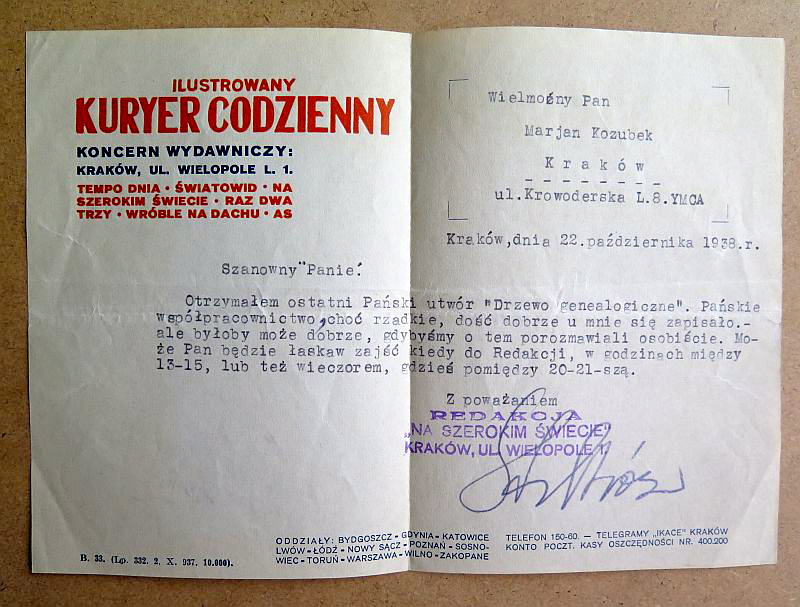 ILUSTROWANY
KURYER CODZIENNY
KONCERN WYDAWNICZY:
KRAKÓW, UL. WIELOPOLE L. 1.
TEMPO DNIA • ŚWIATOWID • NA
SZEROKIM ŚWIECIE • RAZ DWA
TRZY • WRÓBLE NA DACHU • AS
Wielmożny Pan
Marjan Kozubek
Kraków
ul.Krowoderska L.8.YMCA
Kraków,dnia 22.października 1938.r.
Szanowny Panie!
Otrzymałem ostatni Pański utwór "Drzewo genealogiczne". Pańskie
współpracownictwo,choć rzadkie, dość dobrze u mnie się zapisało.-
ale byłoby może dobrze, gdybyśmy o tem porozmawiali osobiście. Mo-
że Pan będzie łaskaw zajść kiedy do Redakcji, w godzinach między
13-15, lub też wieczorem, gdzieś pomiędzy 20-21-szą.
Z poważaniem
REDAKCJA
„NA SZEROKIM ŚWIECIE"
KRAKÓW, UL. WIELOPOLE 1.
B. 33. (Lp. 332. 2. X. 937. 10.000).
ODDZIAŁY: BYDGOSZCZ - GDYNIA - KATOWICE
LWÓW - ŁÓDŹ - NOWY SĄCZ - POZNAŃ - SOSNO-
WIEC - TORUŃ - WARSZAWA - WILNO - ZAKOPANE
TELEFON 150-60. — TELEGRAMY „IKACE" KRAKÓW
KONTO POCZT. KASY OSZCZĘDNOŚCI NR. 400.200